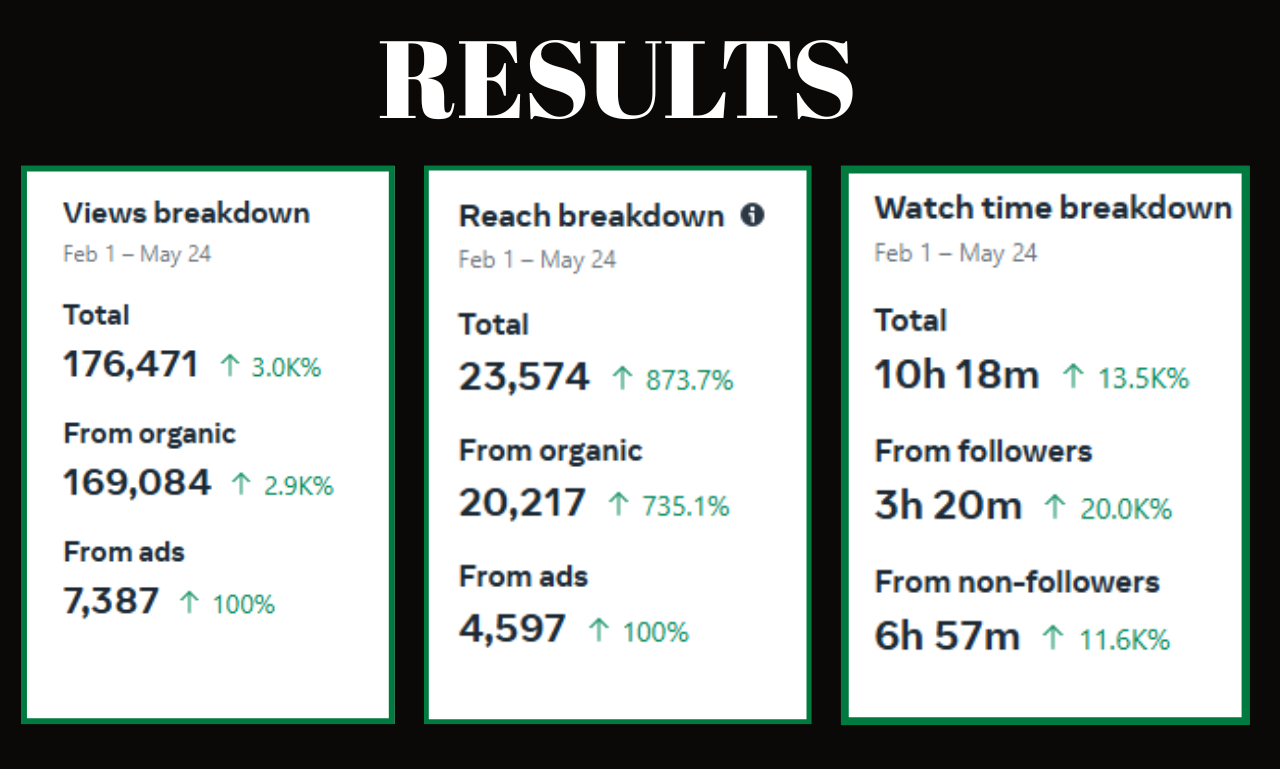 RESULTS
Views breakdown
Feb 1 – May 24
Total
176,471 ↑ 3.0K%
From organic
169,084 ↑ 2.9K%
From ads
7,387 ↑ 100%
Reach breakdown
Feb 1 – May 24
Total
23,574 ↑ 873.7%
From organic
20,217 ↑ 735.1%
From ads
4,597 ↑ 100%
Watch time breakdown
Feb 1 – May 24
Total
10h 18m ↑ 13.5K%
From followers
3h 20m ↑ 20.0K%
From non-followers
6h 57m ↑ 11.6K%